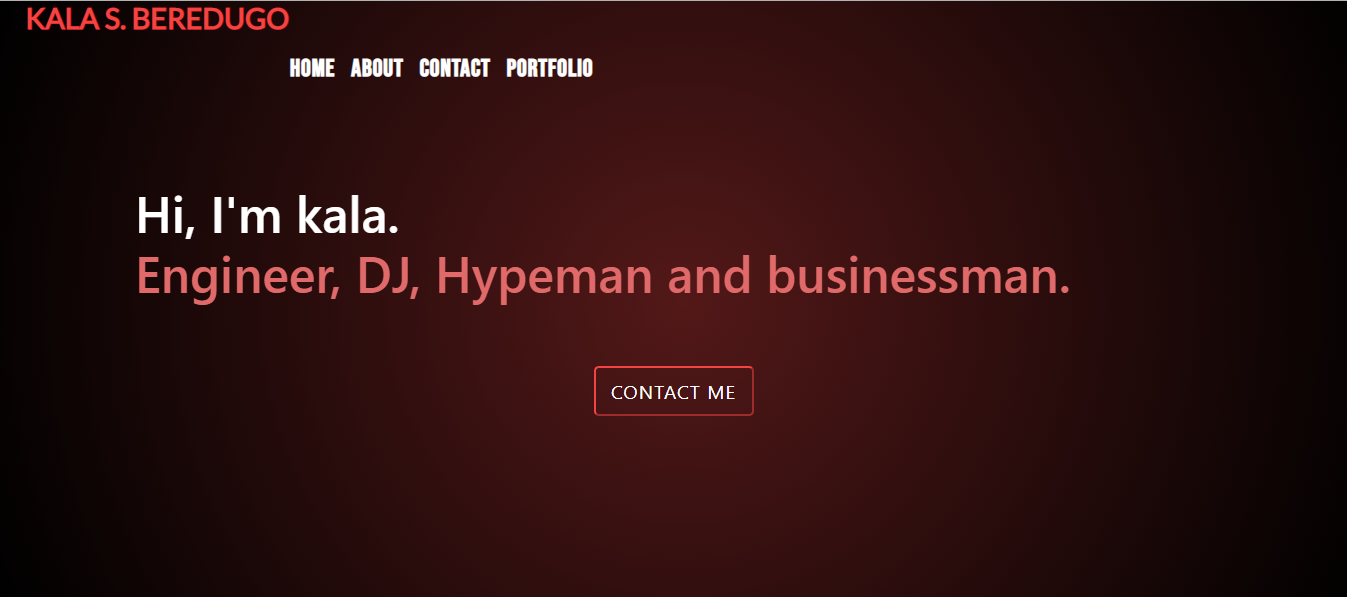 KALA S. BEREDUGO
HOME ABOUT CONTACT PORTFOLIO
Hi, I'm kala.
Engineer, DJ, Hypeman and businessman.
CONTACT ME